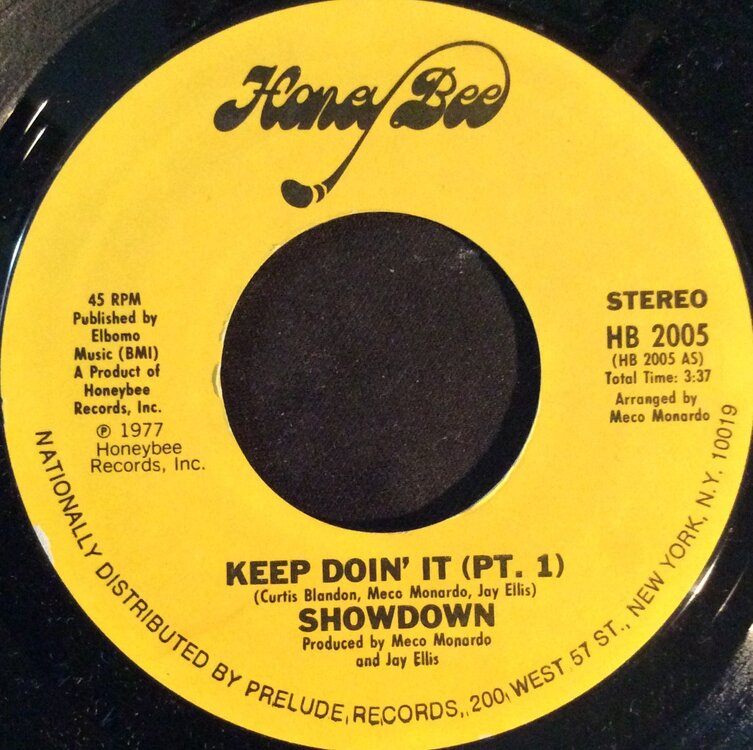 Honey Bee
45 RPM
Published by
Elbomo
Music (BMI)
A Product of
Honeybee
Records, Inc.
℗ 1977
Honeybee
Records, Inc.
STEREO
HB 2005
(HB 2005 AS)
Total Time: 3:37
Arranged by
Meco Monardo
KEEP DOIN' IT (PT. 1)
(Curtis Blandon, Meco Monardo, Jay Ellis)
SHOWDOWN
Produced by Meco Monardo
and Jay Ellis
NATIONALLY DISTRIBUTED BY PRELUDE RECORDS, 200 WEST 57 ST., NEW YORK, N.Y. 10019